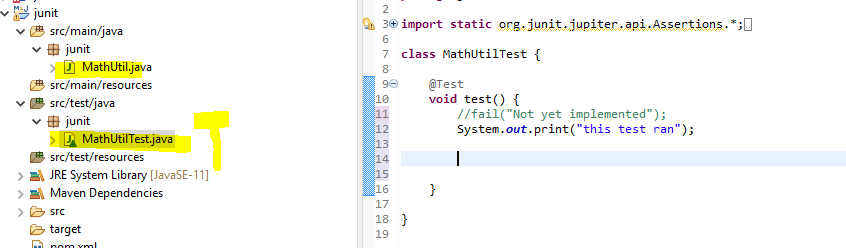 junit
src/main/java
junit
MathUtil.java
src/main/resources
src/test/java
junit
MathUtilTest.java
src/test/resources
JRE System Library [JavaSE-11]
Maven Dependencies
src
target
pom.xml
2
3 import static org.junit.jupiter.api.Assertions.*;
6
7 class MathUtilTest {
8
9 @Test
10 void test() {
11 //fail("Not yet implemented");
12 System.out.print("this test ran");
13
14
15
16 }
17
18 }
19